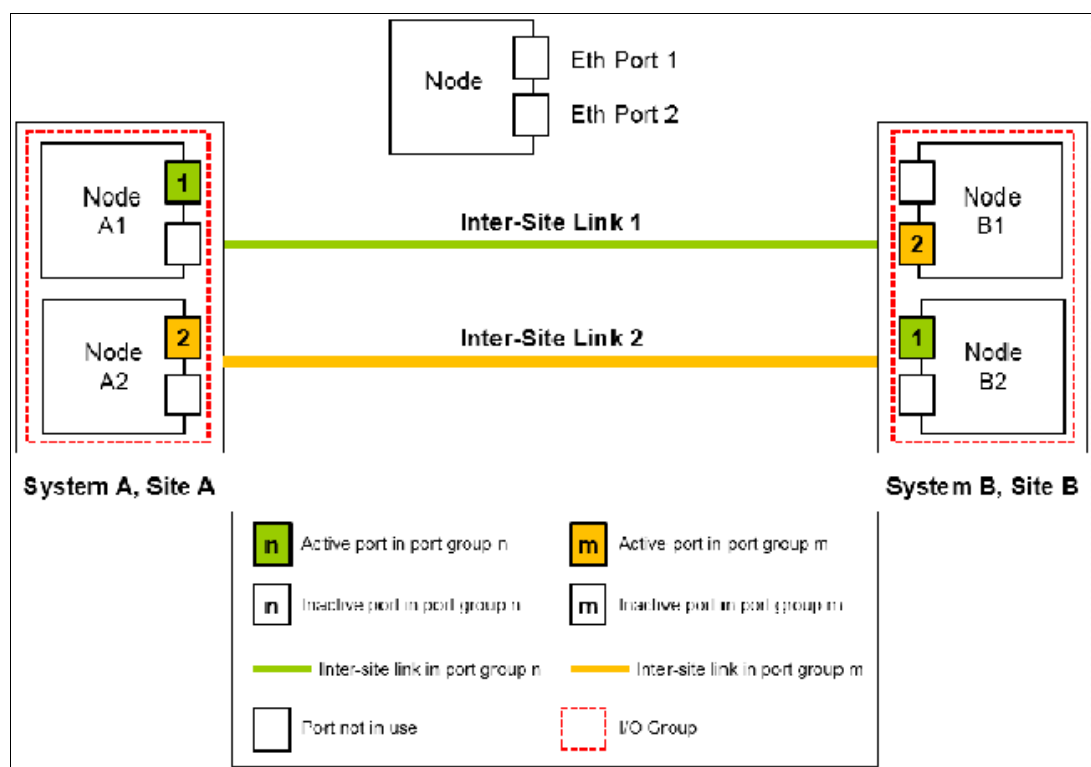 Node
Eth Port 1
Eth Port 2
Node A1
1
Node A2
2
Inter-Site Link 1
Inter-Site Link 2
Node B1
2
Node B2
1
System A, Site A
System B, Site B
n Active port in port group n
m Active port in port group m
n Inactive port in port group n
m Inactive port in port group m
Inter-site link in port group n
Inter-site link in port group m
Port not in use
I/O Group